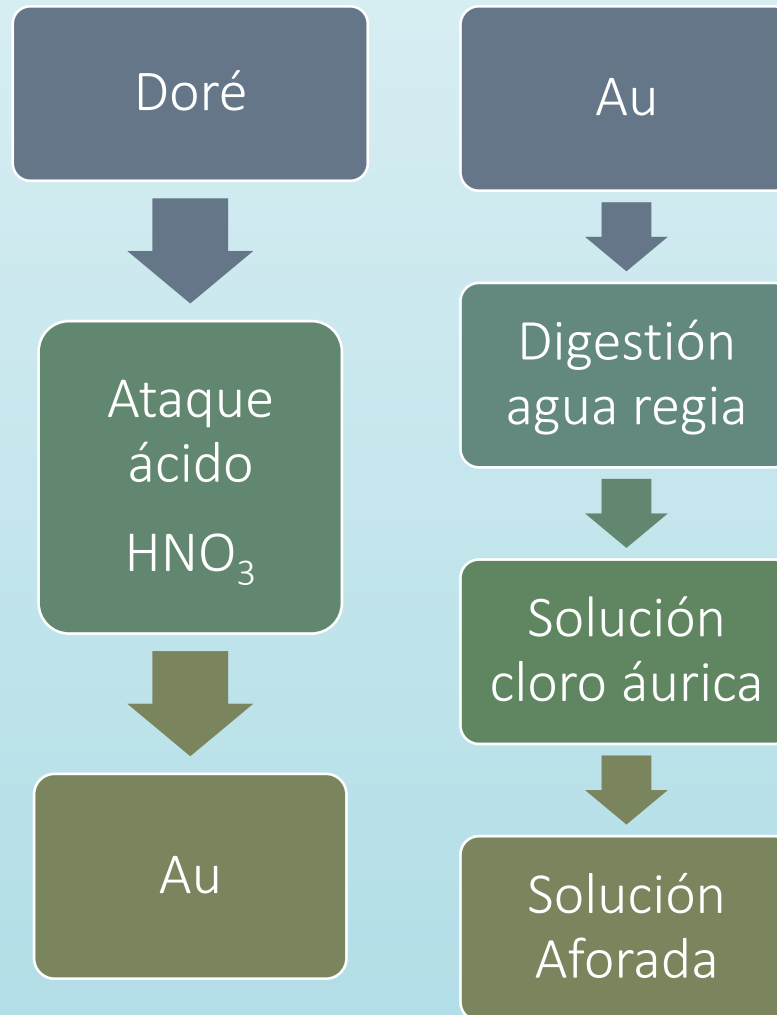 Doré
Ataque
ácido
HNO₃
Au
Au
Digestión
agua regia
Solución
cloro áurica
Solución
Aforada